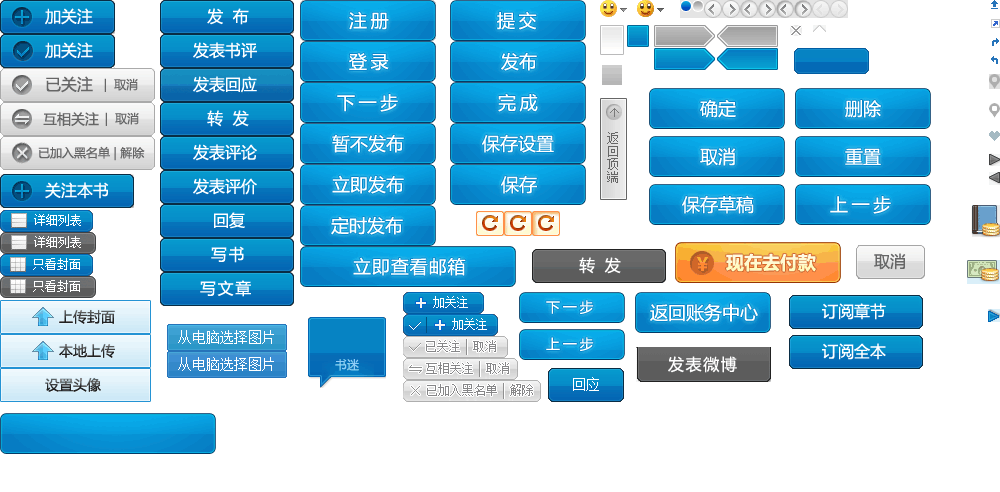 加关注
加关注
已关注 | 取消
互相关注 | 取消
已加入黑名单 | 解除
关注本书
详细列表
详细列表
只看封面
只看封面
上传封面
本地上传
设置头像
发 布
发表书评
发表回应
转 发
发表评论
发表评价
回复
写书
写文章
从电脑选择图片
从电脑选择图片
注册
登录
下一步
暂不发布
立即发布
定时发布
立即查看邮箱
书迷
提交
发布
完成
保存设置
保存
加关注
加关注
已关注 | 取消
互相关注 | 取消
已加入黑名单 | 解除
转 发
下一步
上一步
回应
返回顶端
确定
取消
保存草稿
删除
重置
上一步
现在去付款
取消
返回账务中心
发表微博
订阅章节
订阅全本